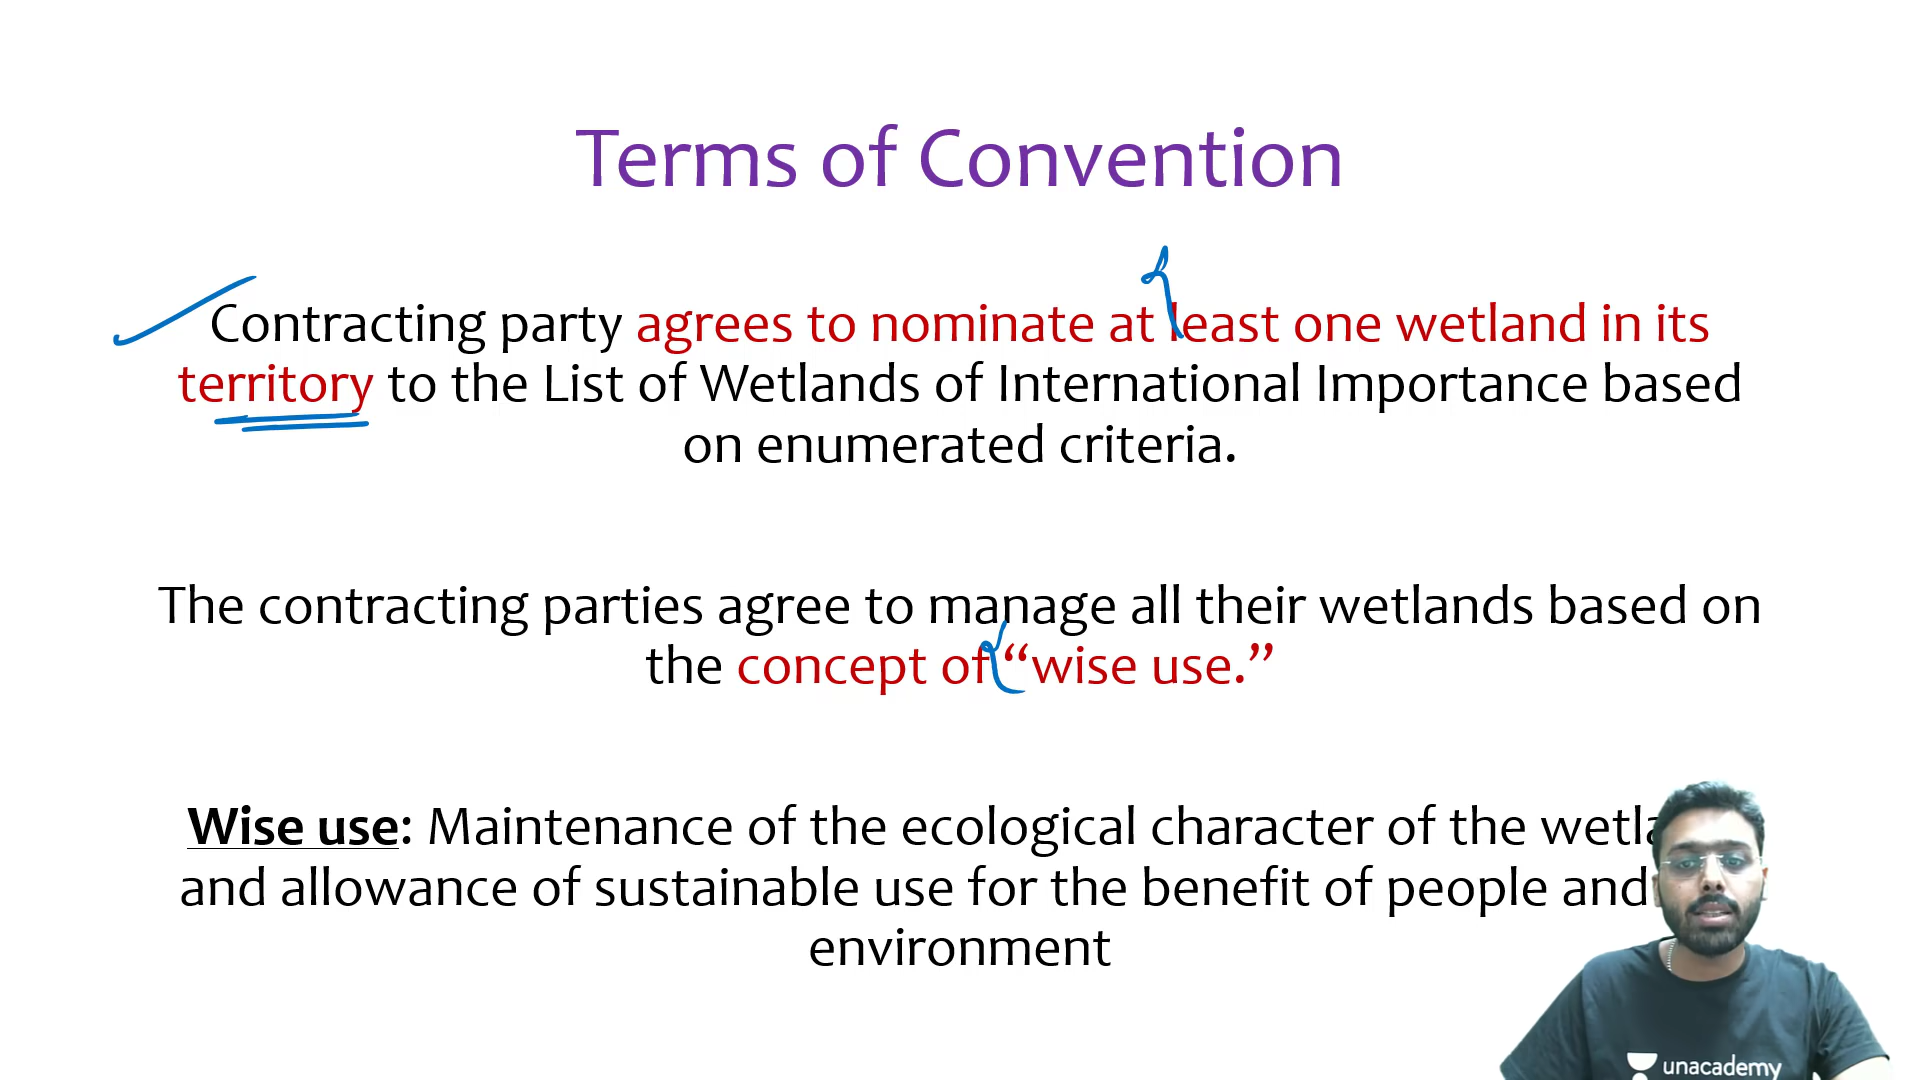 Terms of Convention
Contracting party agrees to nominate at least one wetland in its
territory to the List of Wetlands of International Importance based
on enumerated criteria.
The contracting parties agree to manage all their wetlands based on
the concept of “wise use.”
Wise use: Maintenance of the ecological character of the
and allowance of sustainable use for the benefit of people and
environment
unacademy